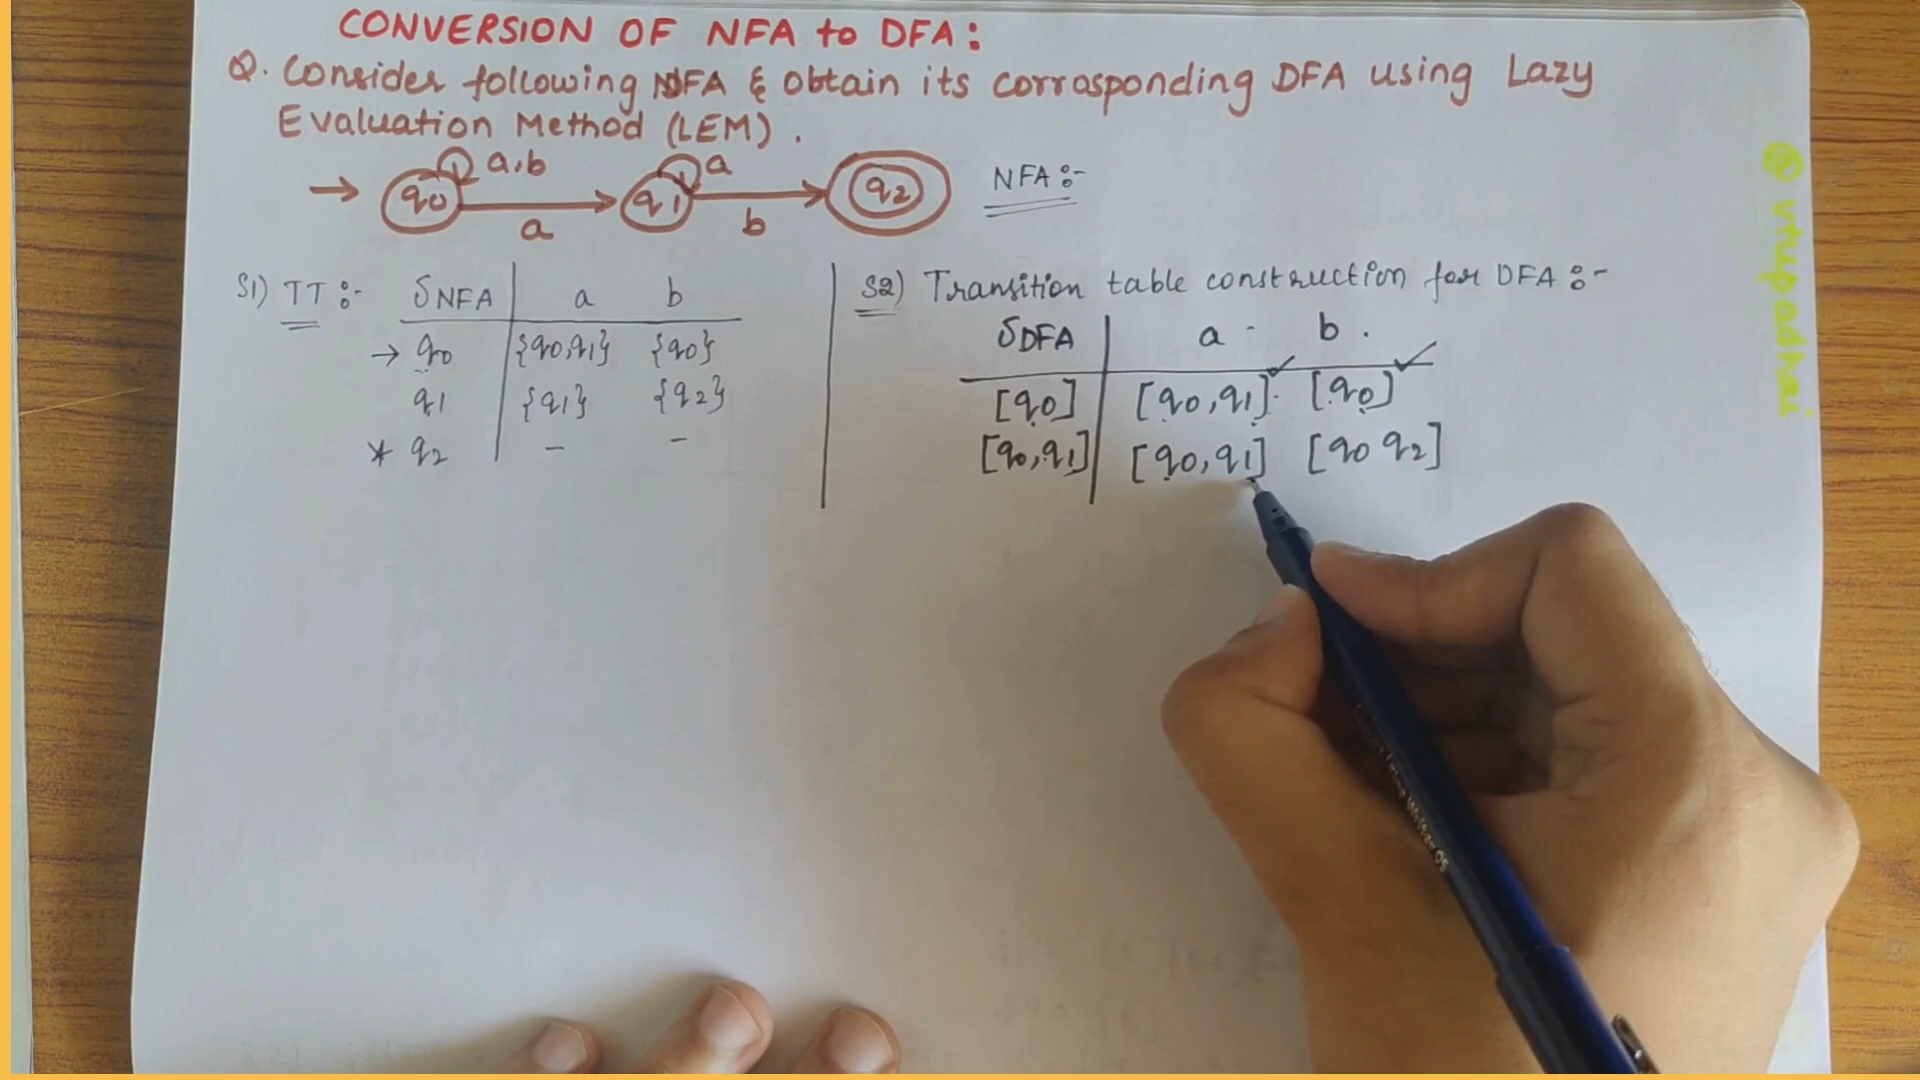 CONVERSION OF NFA to DFA:
Q. Consider following NFA & obtain its corrosponding DFA using Lazy
Evaluation Method (LEM).
→ q0 a,b a q1 a b q2 NFA :-
S1) TT :-
δNFA a b
→ q0 {q0,q1} {q0}
q1 {q1} {q2}
* q2 - -
S2) Transition table construction for DFA :-
δDFA a b
[q0] [q0,q1] ✓ [q0] ✓
[q0,q1] [q0,q1] [q0 q2]
@vtupadhai